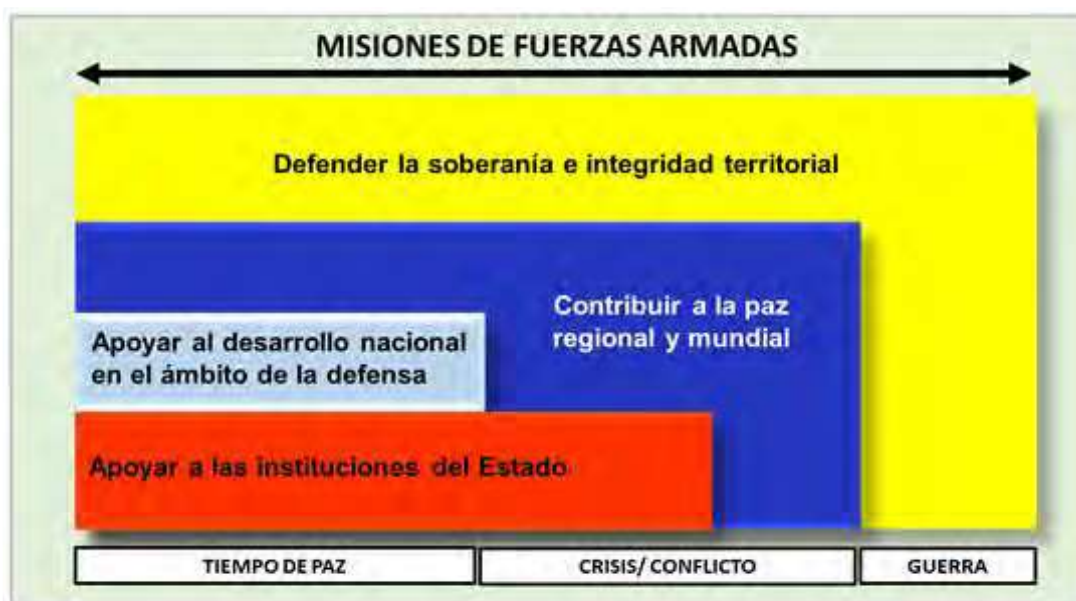 MISIONES DE FUERZAS ARMADAS
Defender la soberanía e integridad territorial
Contribuir a la paz
regional y mundial
Apoyar al desarrollo nacional
en el ámbito de la defensa
Apoyar a las instituciones del Estado
TIEMPO DE PAZ
CRISIS/ CONFLICTO
GUERRA